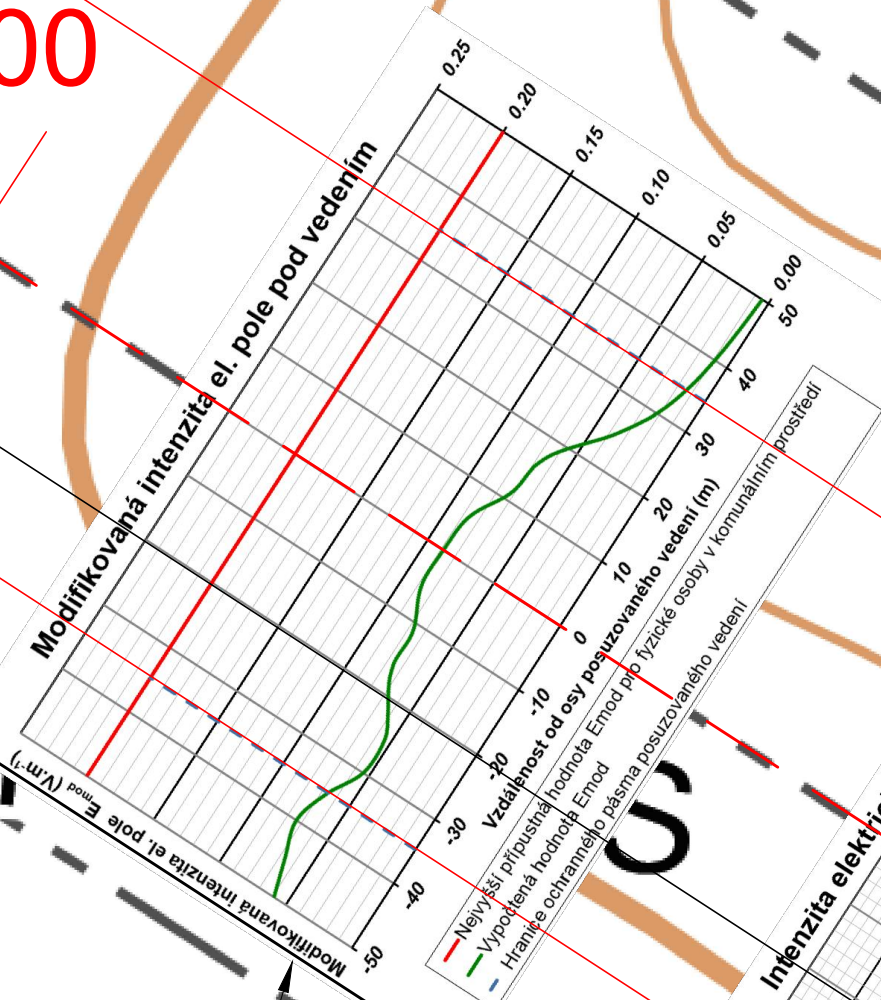 00
Modifikovaná intenzita el. pole pod vedením
0.25
0.20
0.15
0.10
0.05
0.00
50
40
30
20
10
0
-10
-20
-30
-40
-50
Modifikovaná intenzita el. pole Emod (V.m⁻¹)
Vzdálenost od osy posuzovaného vedení (m)
Nejvyšší přípustná hodnota Emod pro fyzické osoby v komunálním prostředí
Vypočtená hodnota Emod
Hranice ochranného pásma posuzovaného vedení
S
Intenzita